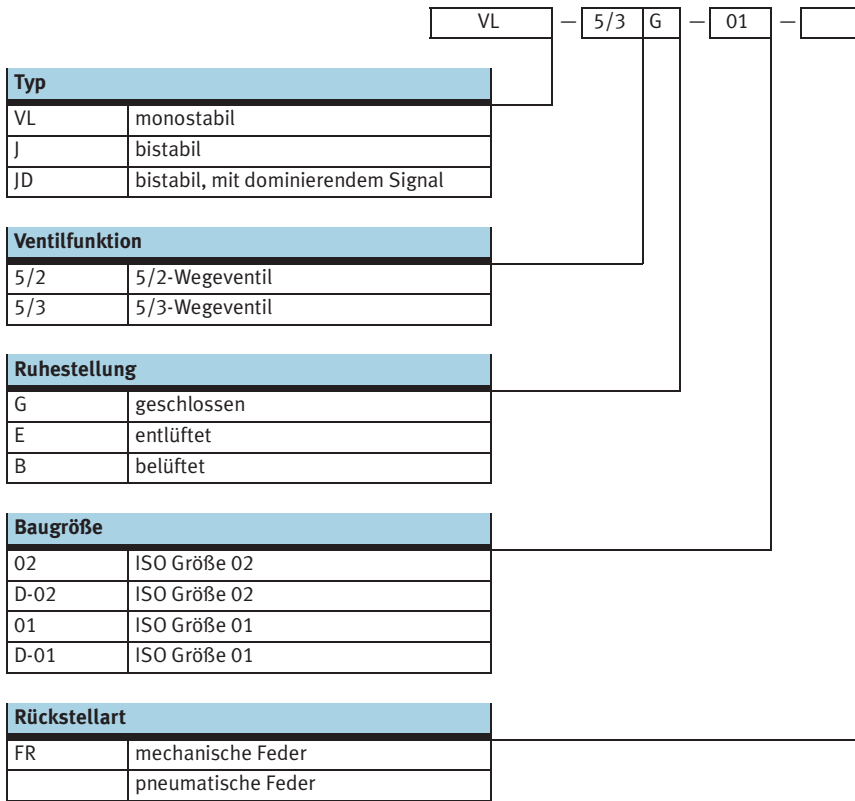 VL — 5/3 G — 01 —
Typ
VL monostabil
J bistabil
JD bistabil, mit dominierendem Signal
Ventilfunktion
5/2 5/2-Wegeventil
5/3 5/3-Wegeventil
Ruhestellung
G geschlossen
E entlüftet
B belüftet
Baugröße
02 ISO Größe 02
D-02 ISO Größe 02
01 ISO Größe 01
D-01 ISO Größe 01
Rückstellart
FR mechanische Feder
pneumatische Feder